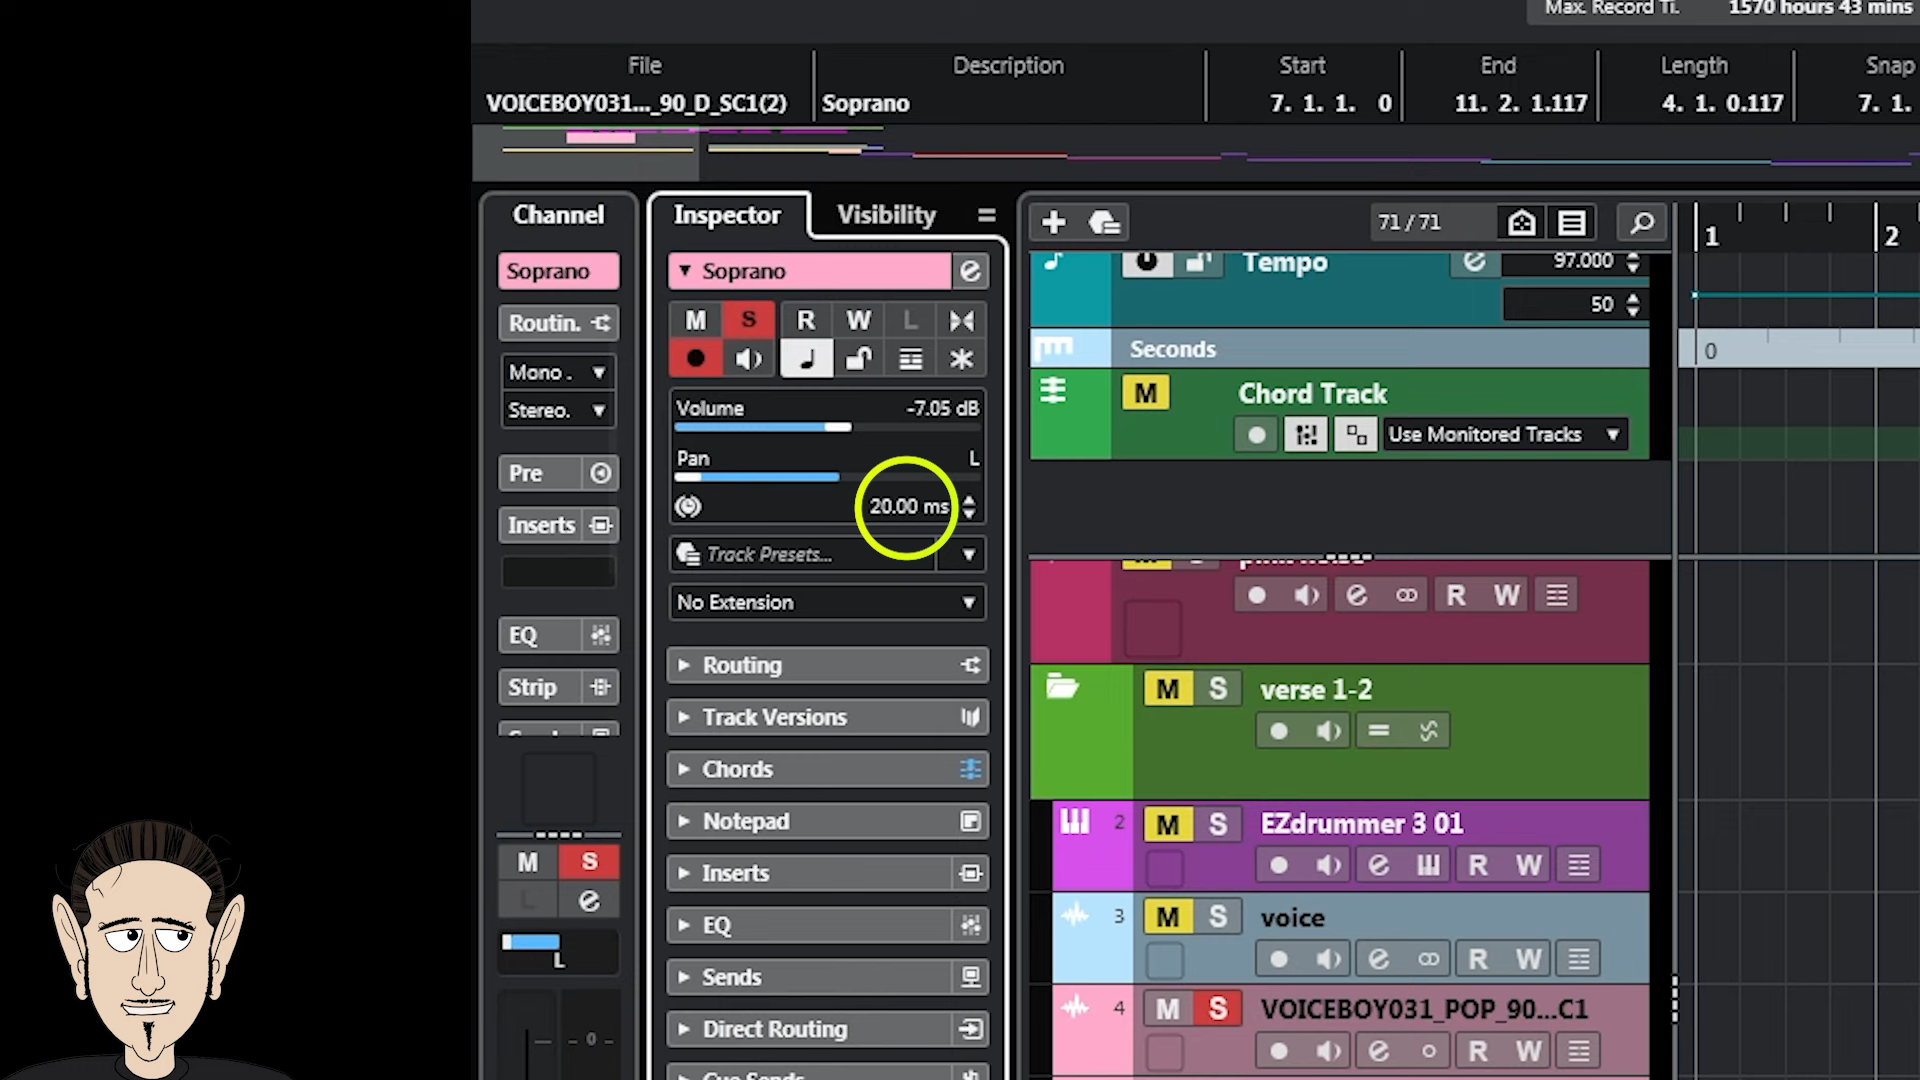 Max. Record Ti. 1570 hours 43 mins
File Description Start End Length Snap
VOICEBOY031..._90_D_SC1(2) Soprano 7. 1. 1. 0 11. 2. 1.117 4. 1. 0.117 7. 1.
Channel Inspector Visibility
71/71
1 2
Soprano Soprano
Tempo 97.000
50
M S R W L
Routin.
Mono .
Stereo.
Seconds 0
Volume -7.05 dB
M Chord Track
Use Monitored Tracks
Pan L
Pre
20.00 ms
Inserts
Track Presets...
No Extension
R W
EQ
Routing
Strip
M S verse 1-2
Track Versions
Chords
Notepad
2 M S EZdrummer 3 01
R W
M S
L
Inserts
3 M S voice
R W
EQ
L
Sends
4 M S VOICEBOY031_POP_90...C1
R W
Direct Routing
0